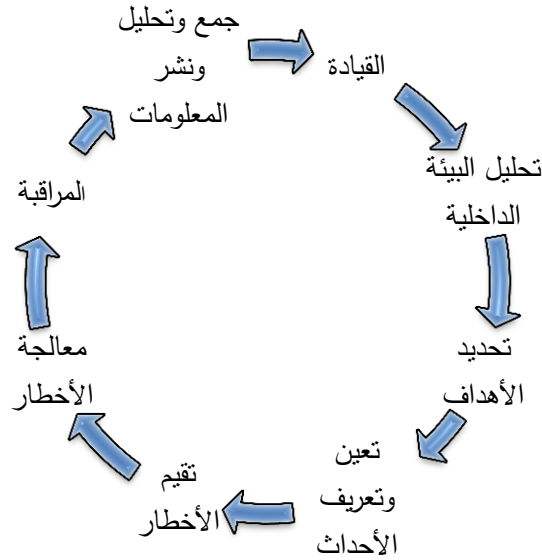 جمع وتحليل
ونشر
المعلومات
القيادة
تحليل البيئة
الداخلية
تحديد
الأهداف
تعين
وتعريف
الأحداث
تقيم
الأخطار
معالجة
الأخطار
المراقبة